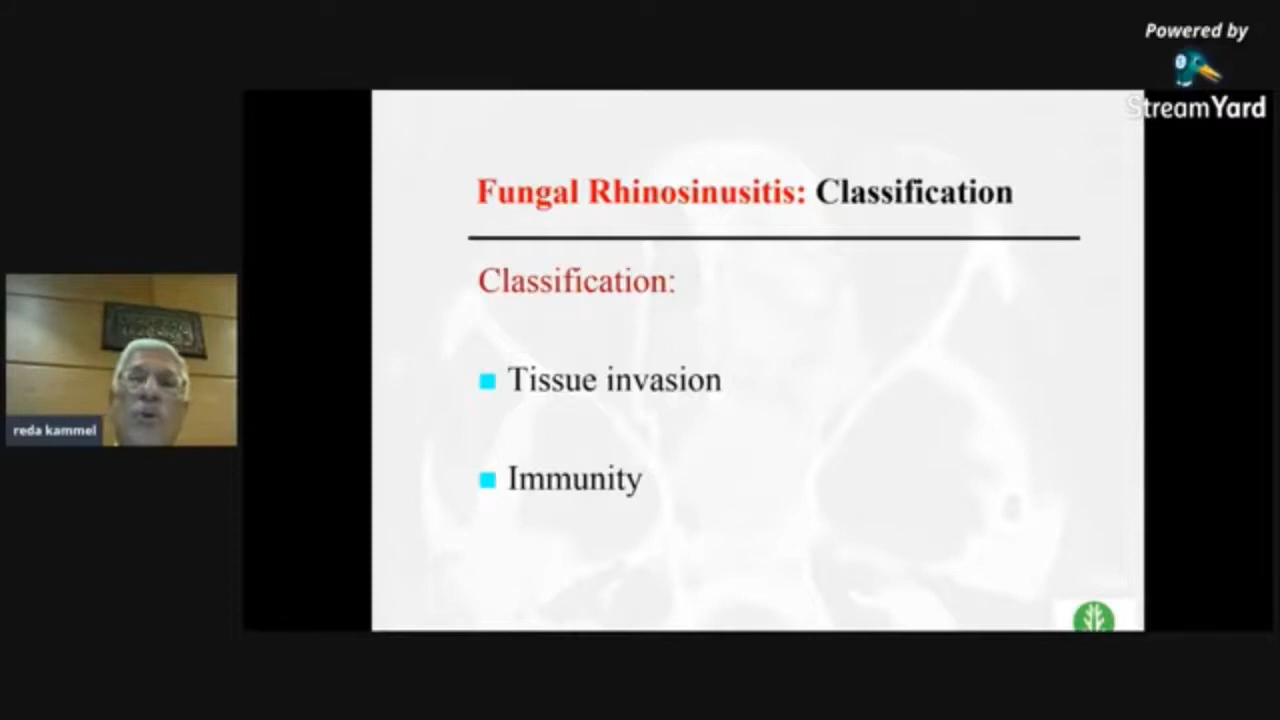 Powered by
StreamYard
Fungal Rhinosinusitis: Classification
Classification:
Tissue invasion
Immunity
reda kammel